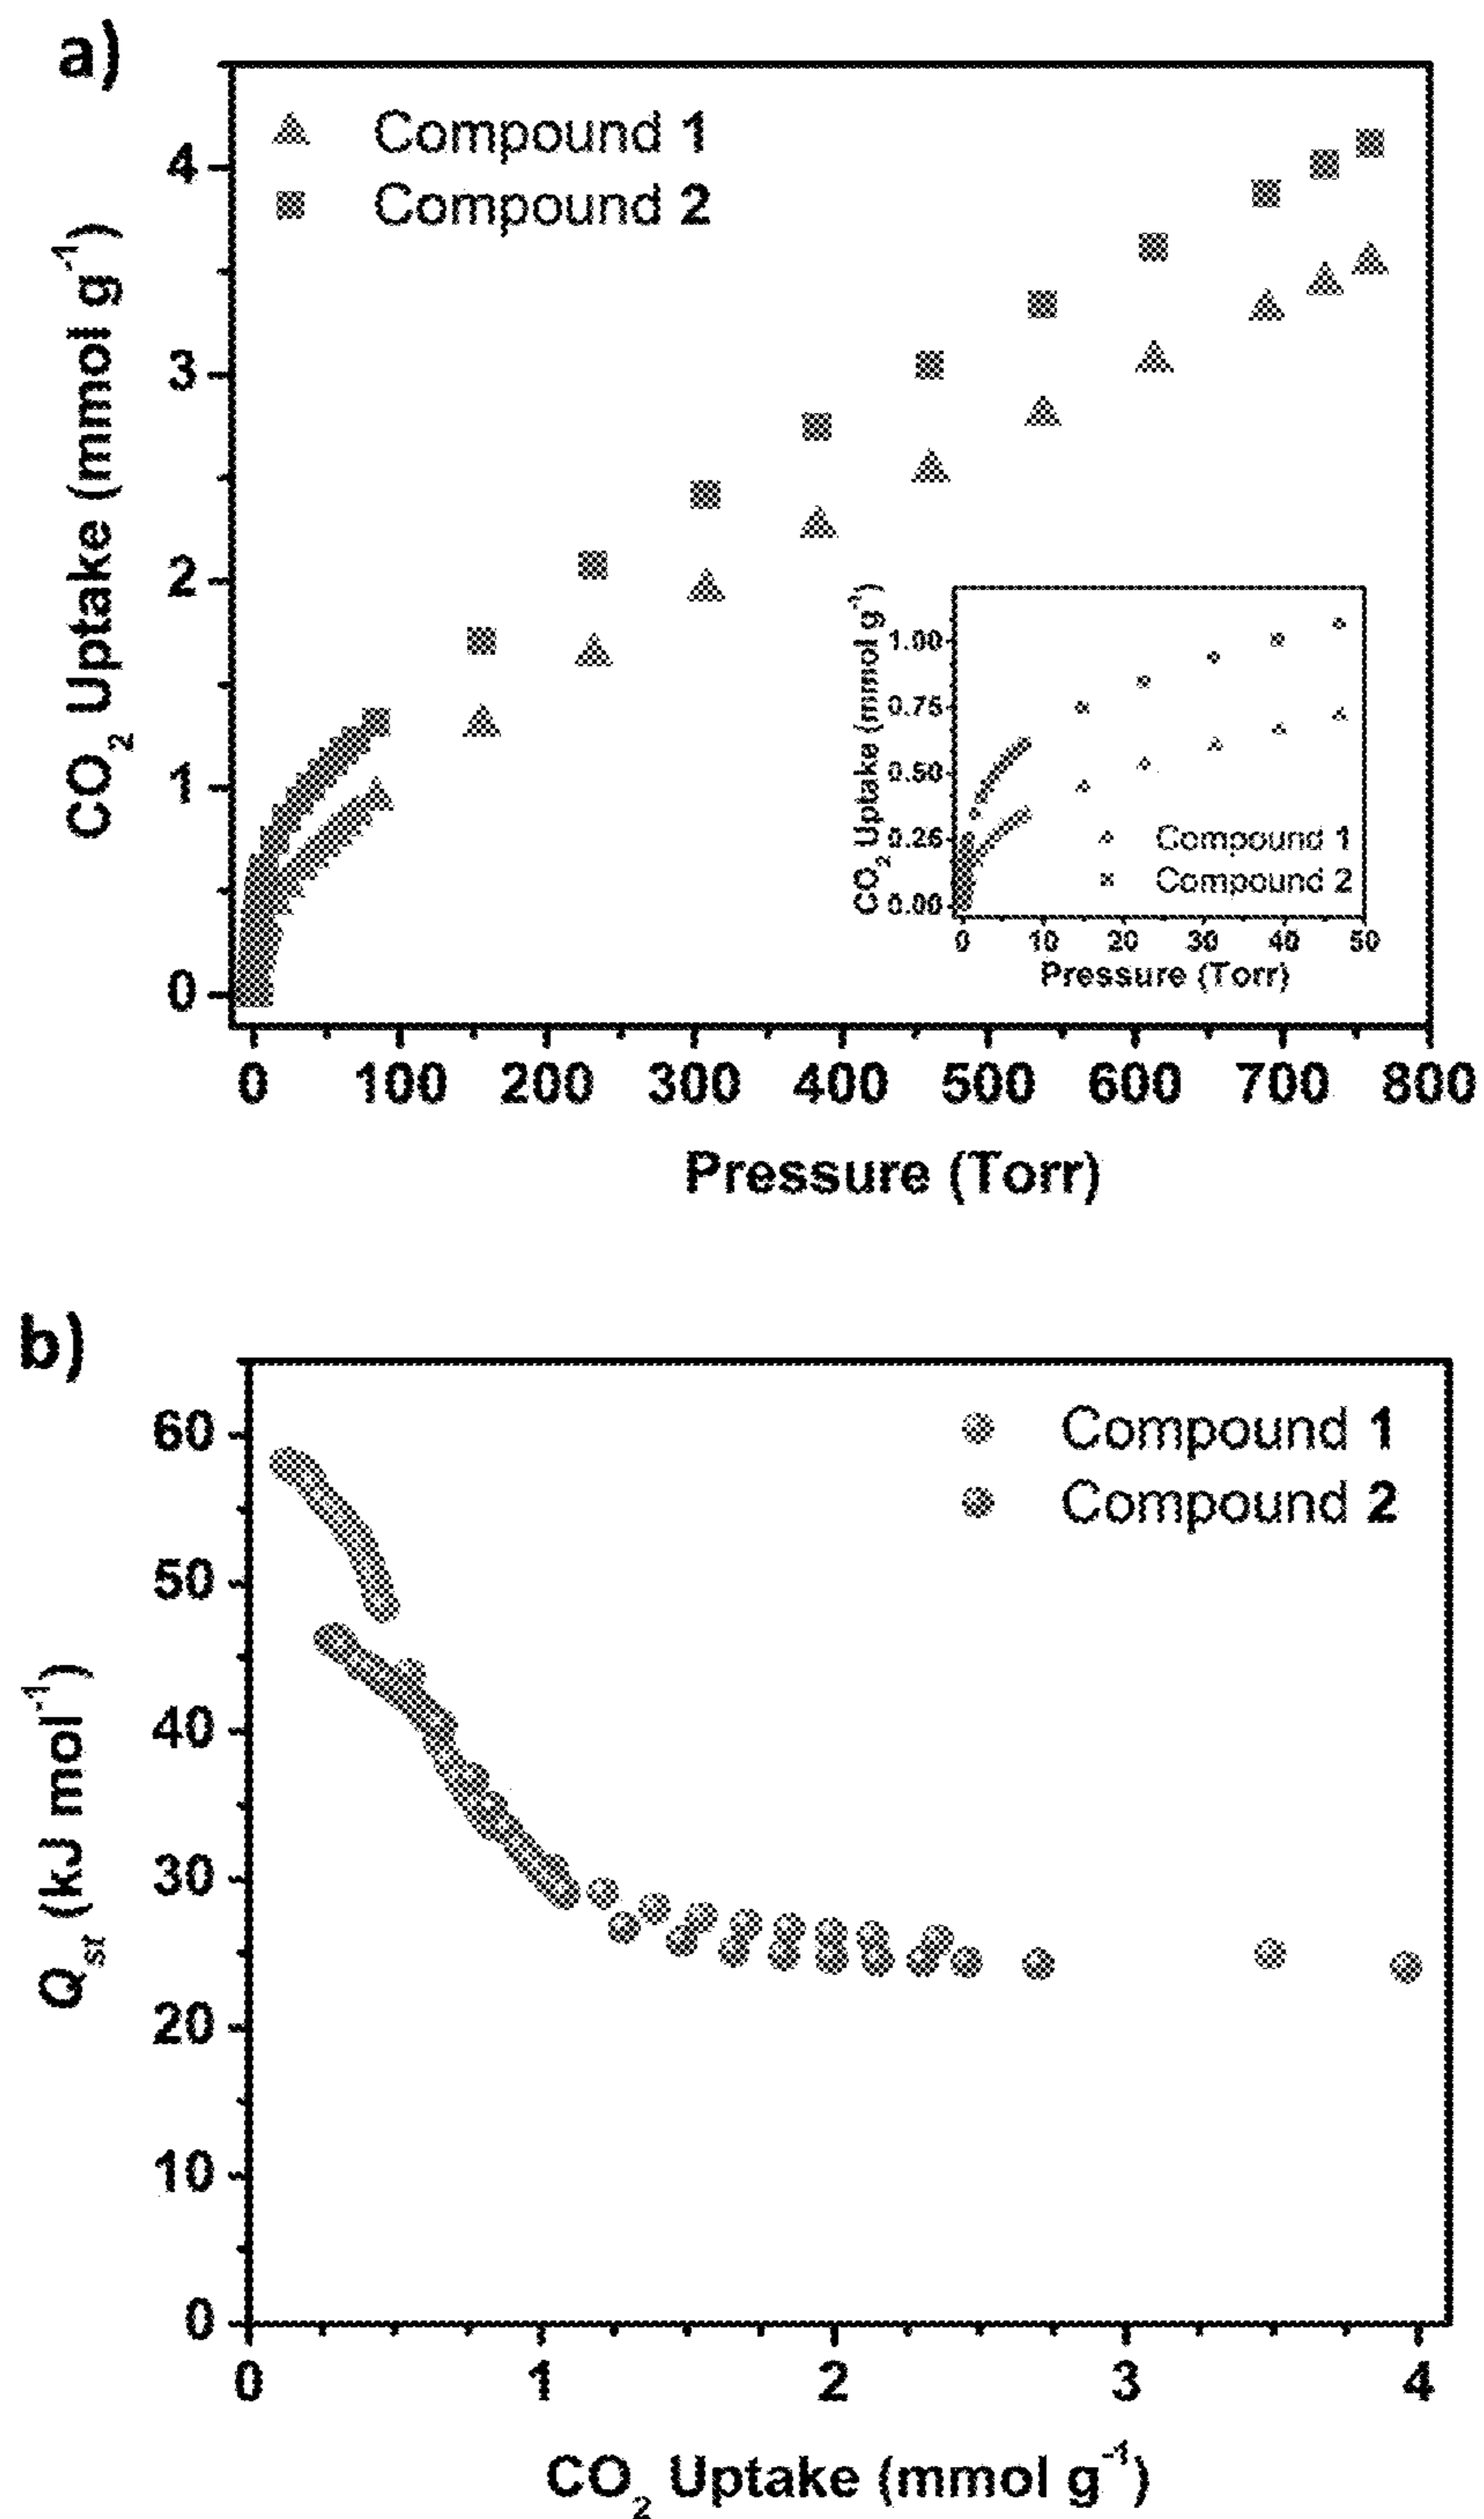 a)
CO2 Uptake (mmol g-1)
4
3
2
1
0
Compound 1
Compound 2
CO2 Uptake (mmol g-1)
1.00
0.75
0.50
0.25
0.00
Compound 1
Compound 2
0 10 20 30 40 50
Pressure (Torr)
0 100 200 300 400 500 600 700 800
Pressure (Torr)
b)
Qst (kJ mol-1)
60
50
40
30
20
10
0
Compound 1
Compound 2
0 1 2 3 4
CO2 Uptake (mmol g-1)